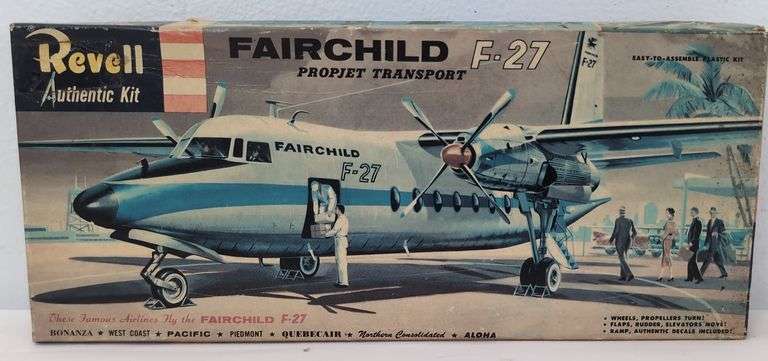 Revell
Authentic Kit
FAIRCHILD F-27
PROPJET TRANSPORT
EASY-TO-ASSEMBLE PLASTIC KIT
F-27
FAIRCHILD
F-27
These Famous Airlines Fly the FAIRCHILD F-27
BONANZA ★ WEST COAST ★ PACIFIC ★ PIEDMONT ★ QUEBECAIR ★ Northern Consolidated ★ ALOHA
• WHEELS, PROPELLERS TURN!
• FLAPS, RUDDER, ELEVATORS MOVE!
• RAMP, AUTHENTIC DECALS INCLUDED!